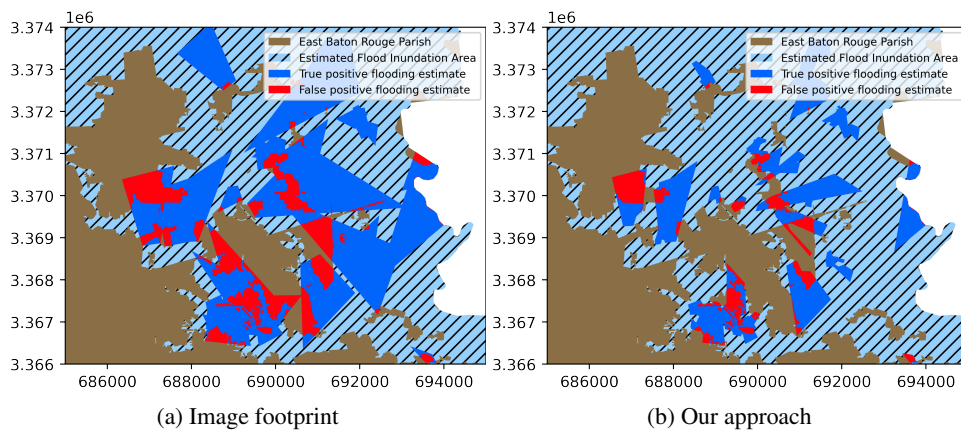 1e6
3.374
3.373
3.372
3.371
3.370
3.369
3.368
3.367
3.366
686000 688000 690000 692000 694000
East Baton Rouge Parish
Estimated Flood Inundation Area
True positive flooding estimate
False positive flooding estimate
(a) Image footprint
1e6
3.374
3.373
3.372
3.371
3.370
3.369
3.368
3.367
3.366
686000 688000 690000 692000 694000
East Baton Rouge Parish
Estimated Flood Inundation Area
True positive flooding estimate
False positive flooding estimate
(b) Our approach